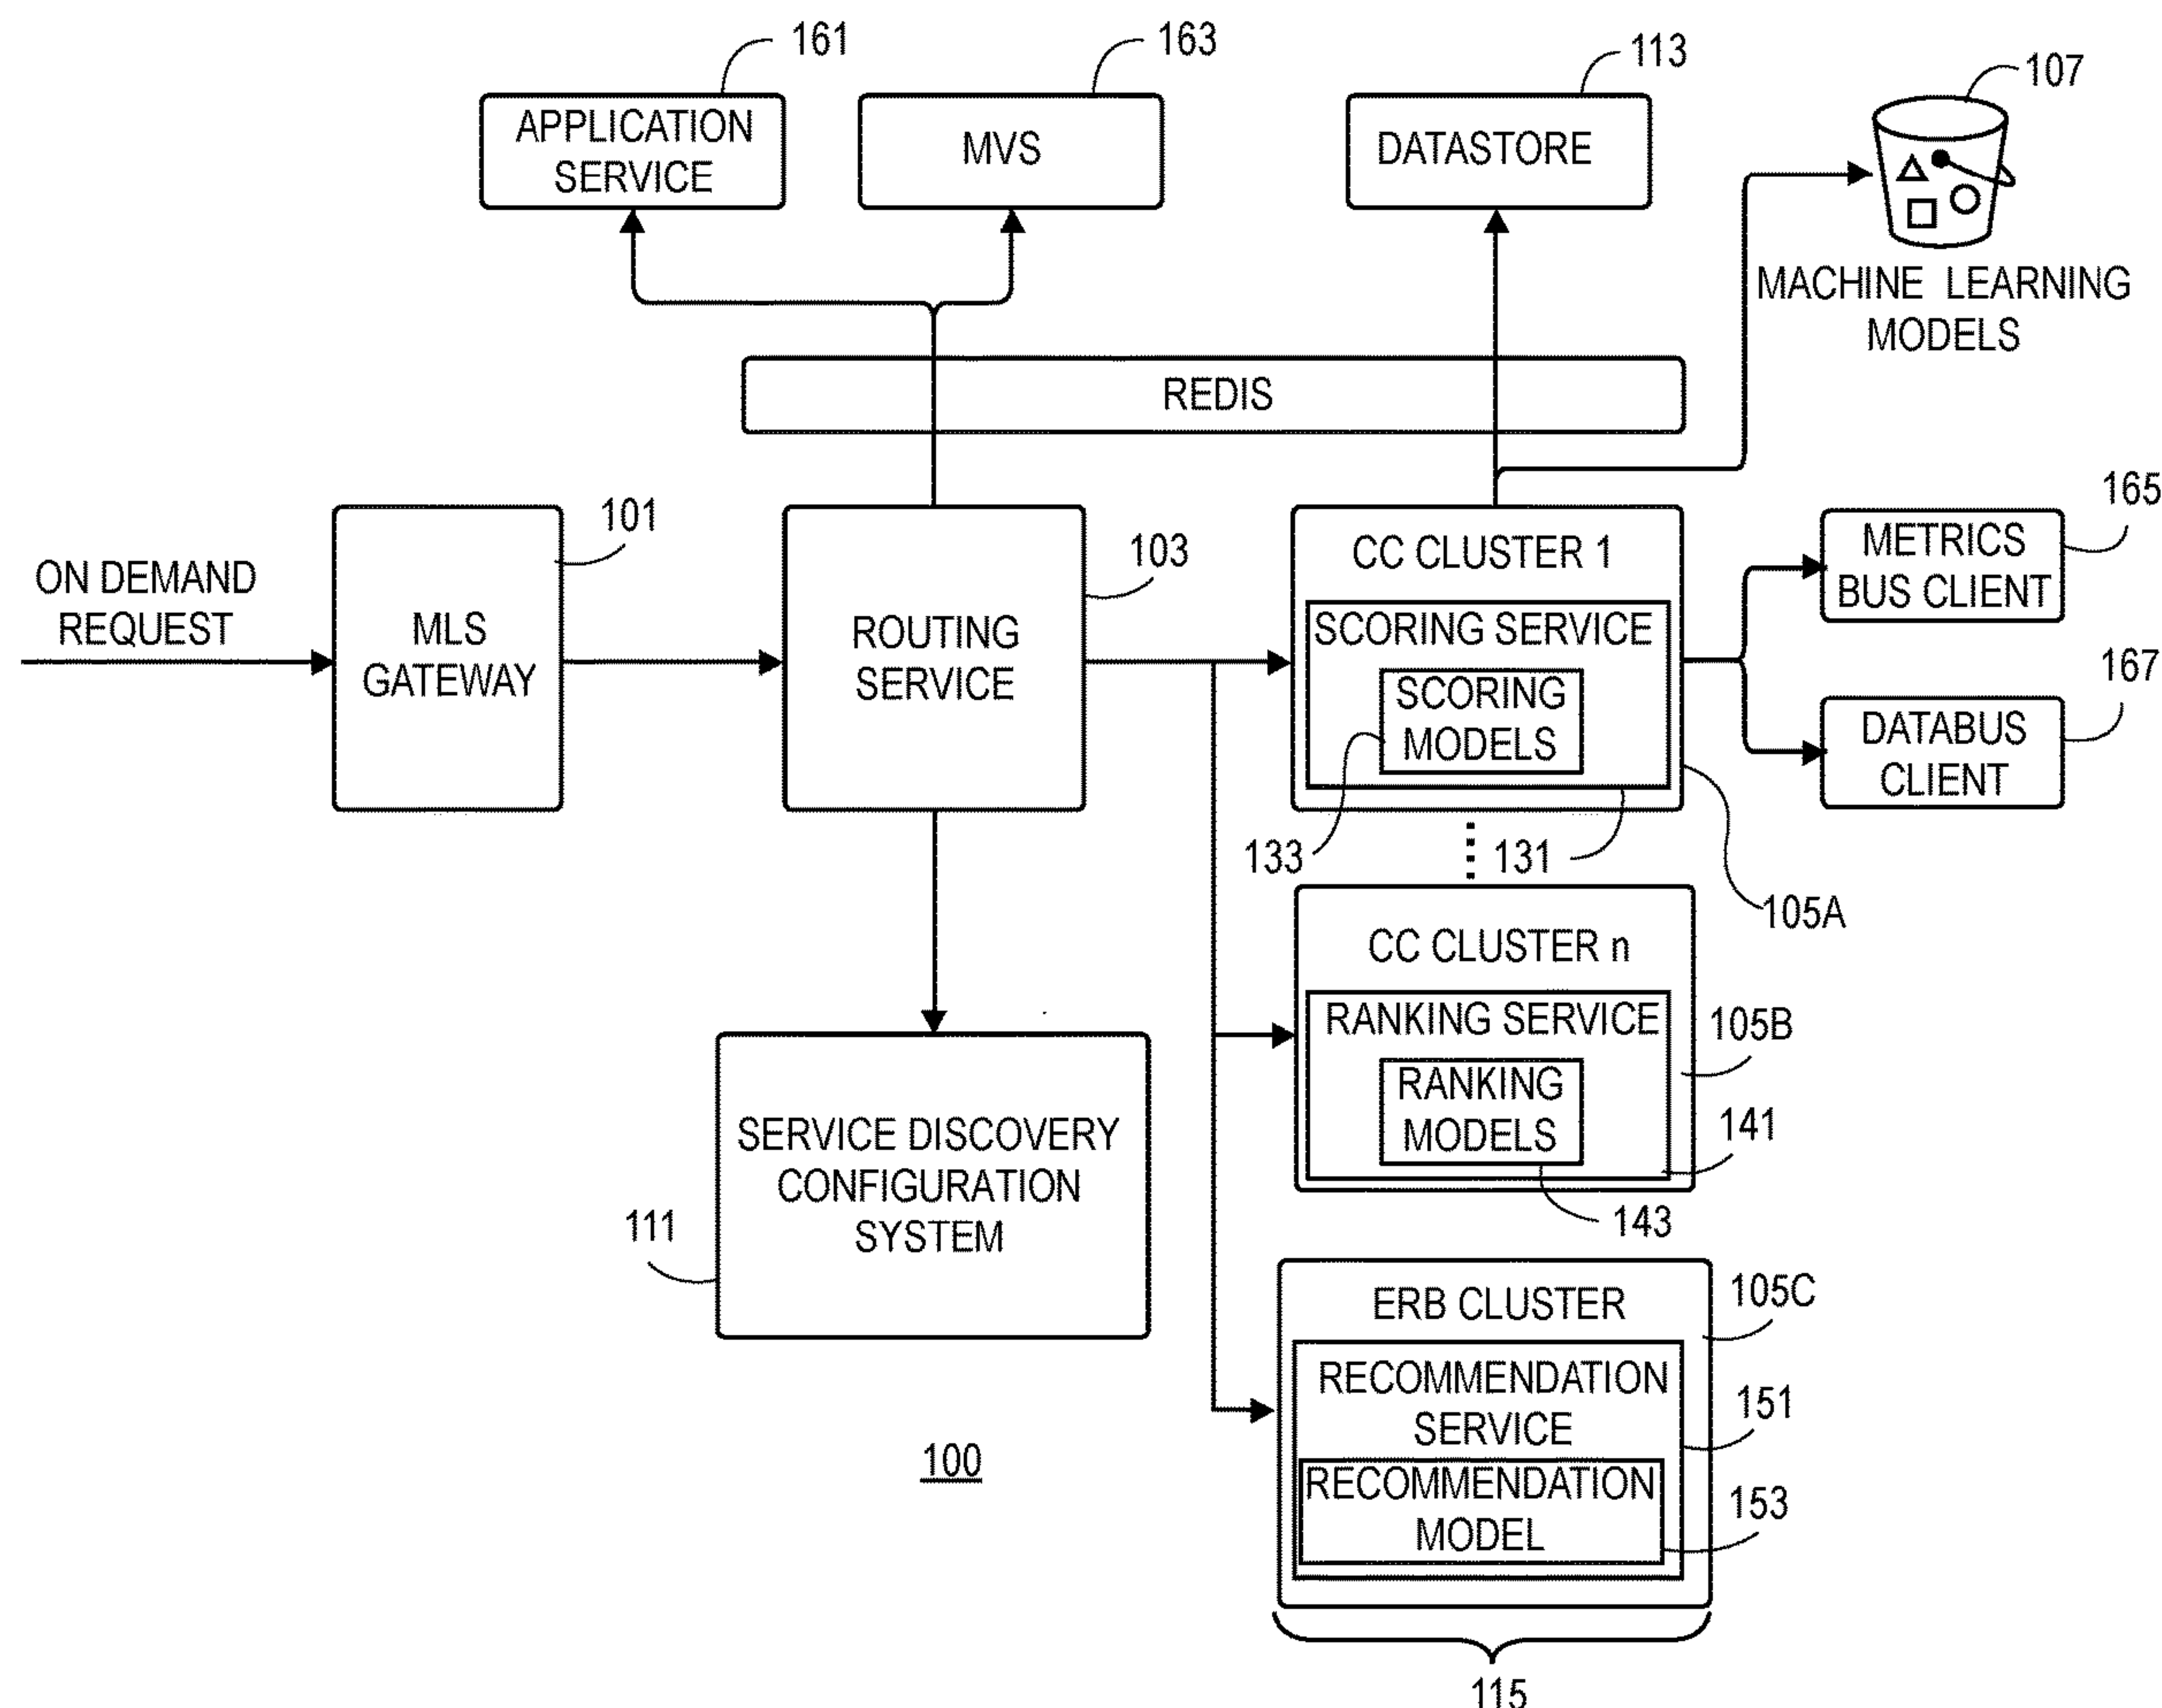 161
163
113
107
APPLICATION
SERVICE
MVS
DATASTORE
MACHINE LEARNING
MODELS
REDIS
ON DEMAND
REQUEST
101
MLS
GATEWAY
103
ROUTING
SERVICE
CC CLUSTER 1
SCORING SERVICE
SCORING
MODELS
133
131
105A
165
METRICS
BUS CLIENT
167
DATABUS
CLIENT
CC CLUSTER n
RANKING SERVICE
RANKING
MODELS
105B
141
143
111
SERVICE DISCOVERY
CONFIGURATION
SYSTEM
ERB CLUSTER
RECOMMENDATION
SERVICE
RECOMMENDATION
MODEL
105C
151
153
100
115